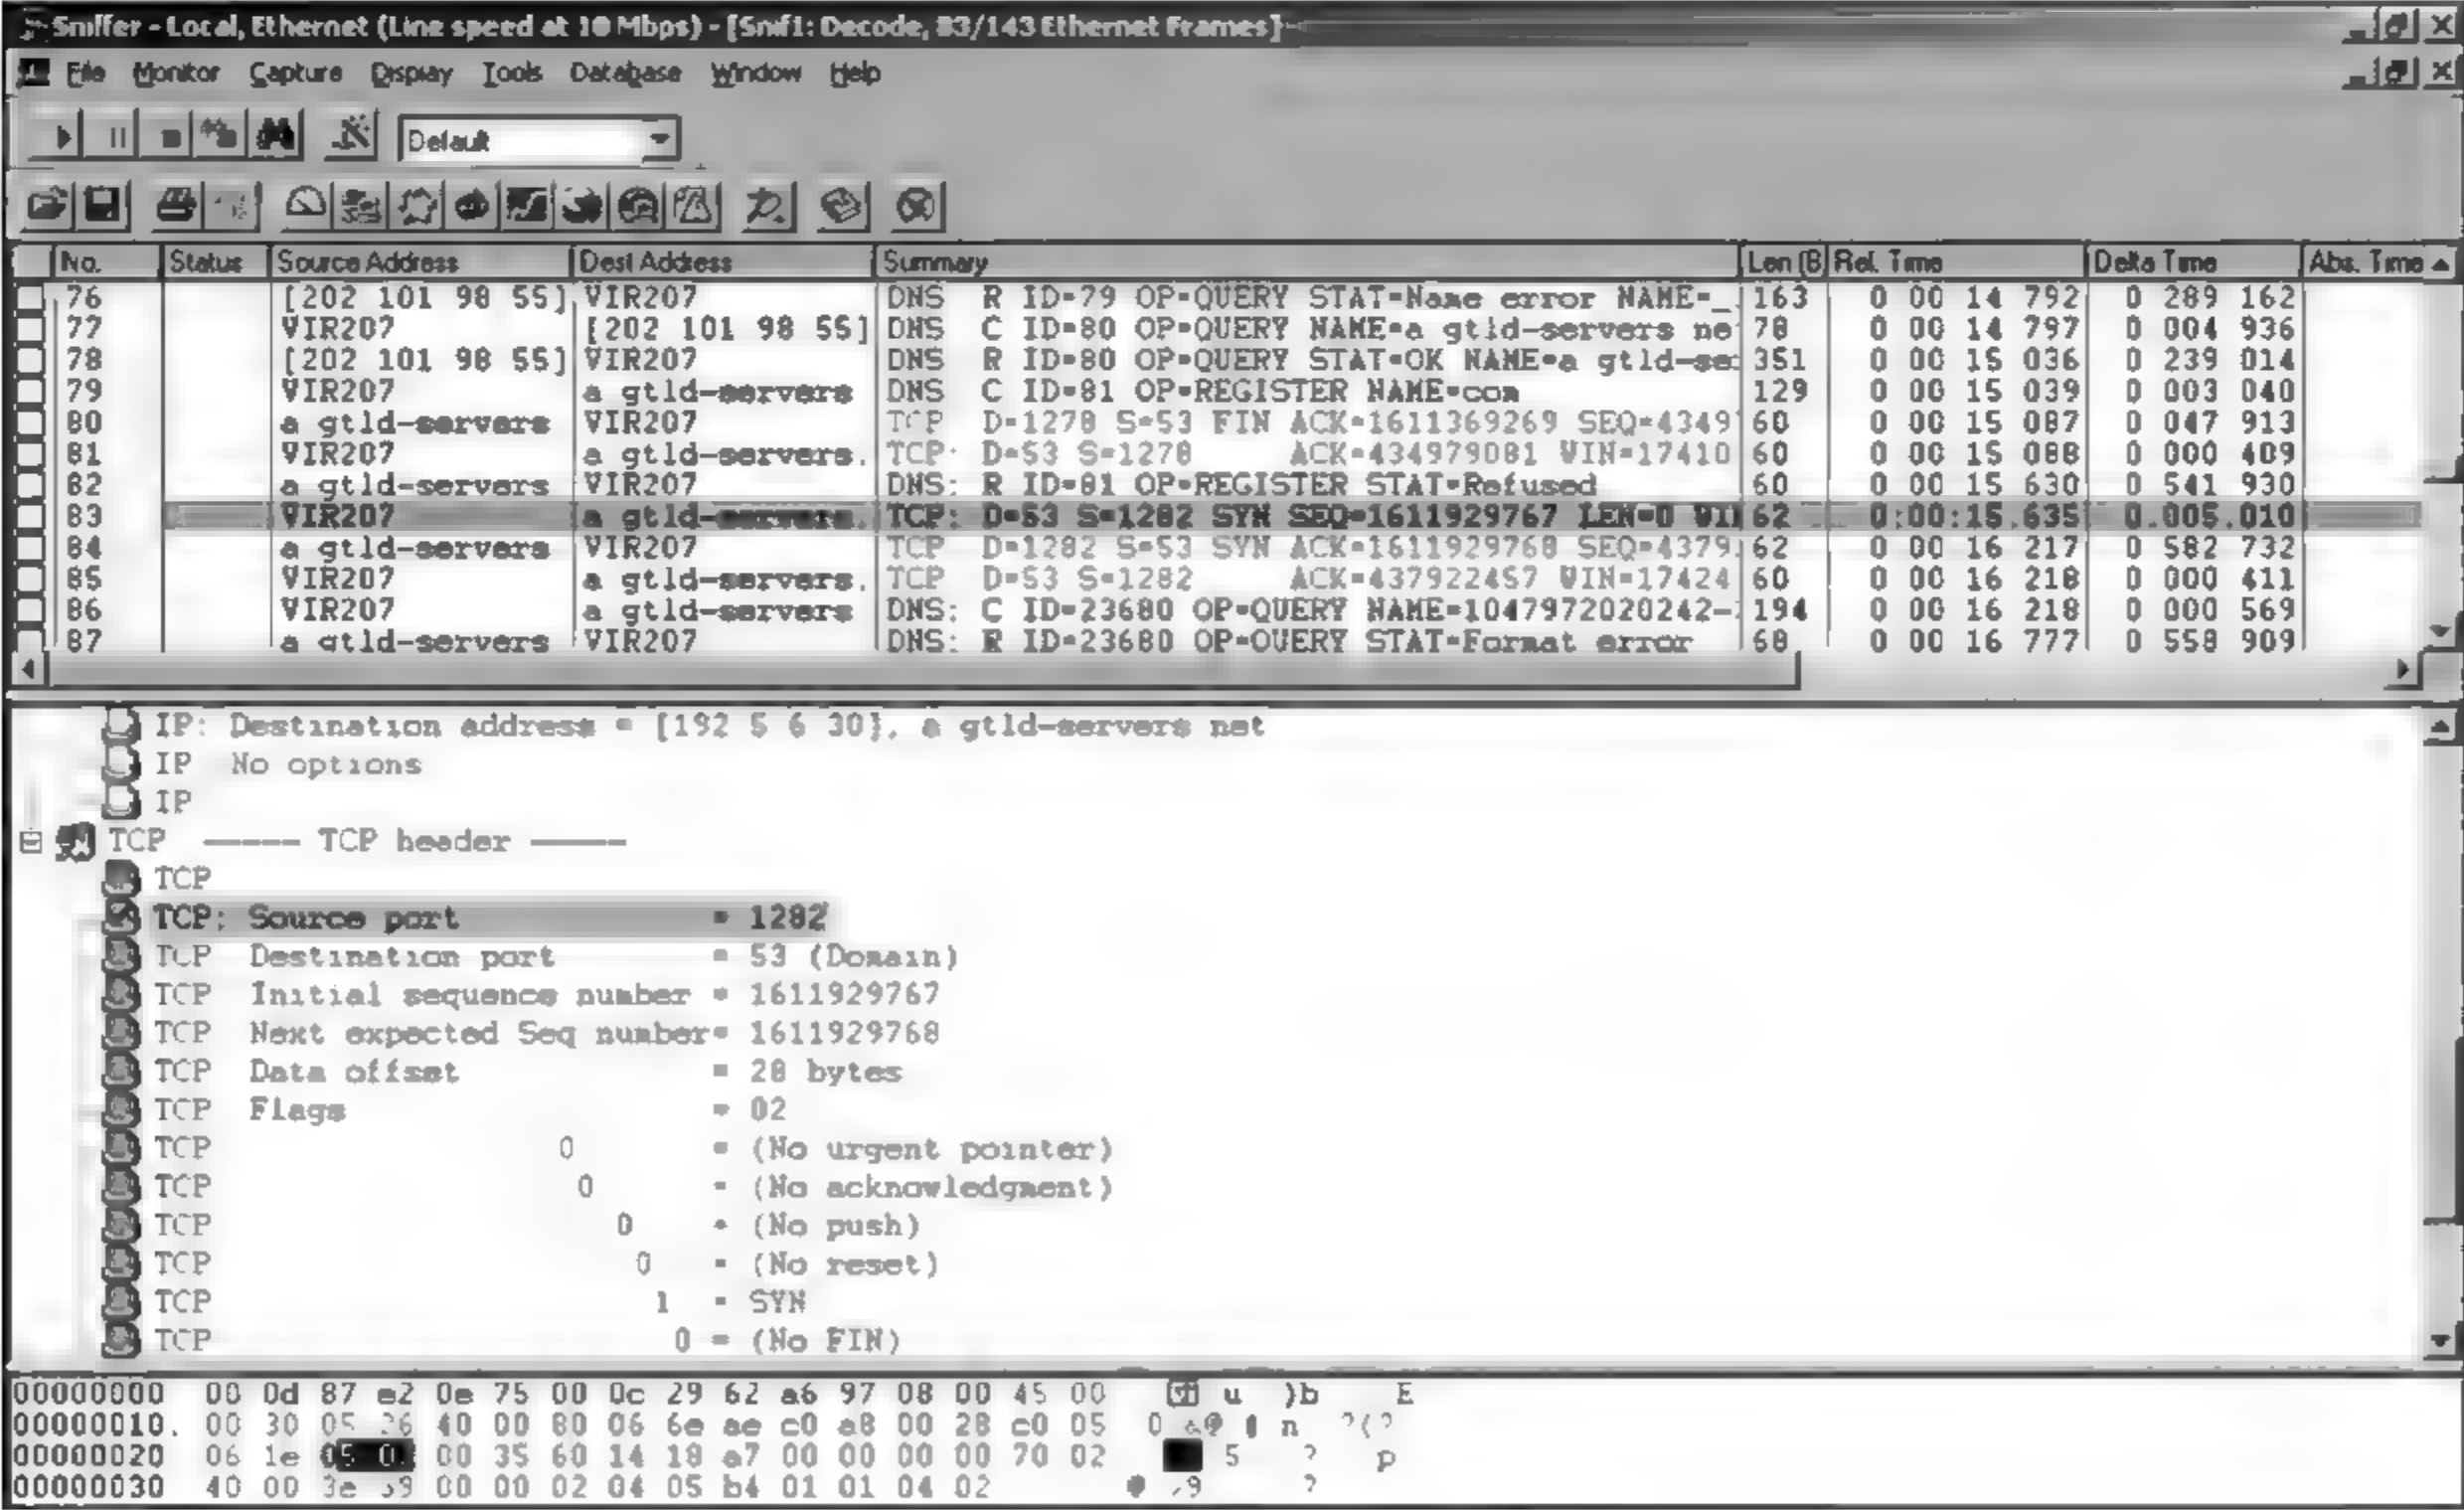 Sniffer - Local, Ethernet (Line speed at 10 Mbps) - [Snif1: Decode, 83/143 Ethernet Frames]
File Monitor Capture Display Tools Database Window Help
Default
No. Status Source Address Dest Address Summary Len (B Rel. Time Delta Time Abs. Time
76 [202 101 98 55] VIR207 DNS R ID=79 OP=QUERY STAT=Name error NAME=_ 163 0 00 14 792 0 289 162
77 VIR207 [202 101 98 55] DNS C ID=80 OP=QUERY NAME=a gtld-servers ne 78 0 00 14 797 0 004 936
78 [202 101 98 55] VIR207 DNS R ID=80 OP=QUERY STAT=OK NAME=a gtld-se 351 0 00 15 036 0 239 014
79 VIR207 a gtld-servers DNS C ID=81 OP=REGISTER NAME=com 129 0 00 15 039 0 003 040
80 a gtld-servers VIR207 TCP D=1278 S=53 FIN ACK=1611369269 SEQ=4349 60 0 00 15 087 0 047 913
81 VIR207 a gtld-servers. TCP: D=53 S=1278 ACK=434979081 WIN=17410 60 0 00 15 088 0 000 409
82 a gtld-servers VIR207 DNS: R ID=81 OP=REGISTER STAT=Refused 60 0 00 15 630 0 541 930
83 VIR207 a gtld-servers. TCP: D=53 S=1282 SYN SEQ=1611929767 LEN=0 WI 62 0:00:15.635 0.005.010
84 a gtld-servers VIR207 TCP D=1282 S=53 SYN ACK=1611929768 SEQ=4379 62 0 00 16 217 0 582 732
85 VIR207 a gtld-servers. TCP D=53 S=1282 ACK=437922457 WIN=17424 60 0 00 16 218 0 000 411
86 VIR207 a gtld-servers DNS: C ID=23680 OP=QUERY NAME=1047972020242- 194 0 00 16 218 0 000 569
87 a gtld-servers VIR207 DNS: R ID=23680 OP=QUERY STAT=Format error 68 0 00 16 777 0 558 909
IP: Destination address = [192 5 6 30], a gtld-servers net
IP No options
IP
TCP ----- TCP header -----
TCP
TCP: Source port = 1282
TCP Destination port = 53 (Domain)
TCP Initial sequence number = 1611929767
TCP Next expected Seq number= 1611929768
TCP Data offset = 28 bytes
TCP Flags = 02
TCP 0 = (No urgent pointer)
TCP 0 = (No acknowledgment)
TCP 0 = (No push)
TCP 0 = (No reset)
TCP 1 = SYN
TCP 0 = (No FIN)
00000000 00 0d 87 e2 0e 75 00 0c 29 62 a6 97 08 00 45 00 u )b E
00000010. 00 30 05 26 40 00 80 06 6e ae c0 a8 00 28 c0 05 n ?(?
00000020 06 1e 05 00 35 60 14 18 a7 00 00 00 00 70 02 5 ? p
00000030 40 00 3e 00 00 02 04 05 b4 01 01 04 02 9 ?